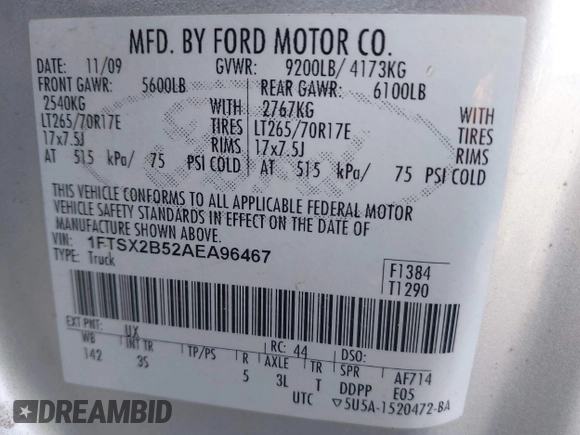 MFD. BY FORD MOTOR CO.
DATE: 11/09 GVWR: 9200LB/ 4173KG
FRONT GAWR: 5600LB REAR GAWR: 6100LB
2540KG WITH 2767KG WITH
LT265/70R17E TIRES LT265/70R17E TIRES
17x7.5J RIMS 17x7.5J RIMS
AT 515 kPa/ 75 PSI COLD AT 515 kPa/ 75 PSI COLD
THIS VEHICLE CONFORMS TO ALL APPLICABLE FEDERAL MOTOR
VEHICLE SAFETY STANDARDS IN EFFECT ON THE DATE OF
MANUFACTURE SHOWN ABOVE.
VIN: 1FTSX2B52AEA96467
TYPE: Truck
F1384
T1290
EXT PNT: UX RC: 44 DSO:
WB INT TR TP/PS R AXLE TR SPR AF714
142 3S 5 3L T DDPP E05
UTC ▽5U5A-1520472-BA
DREAMBID